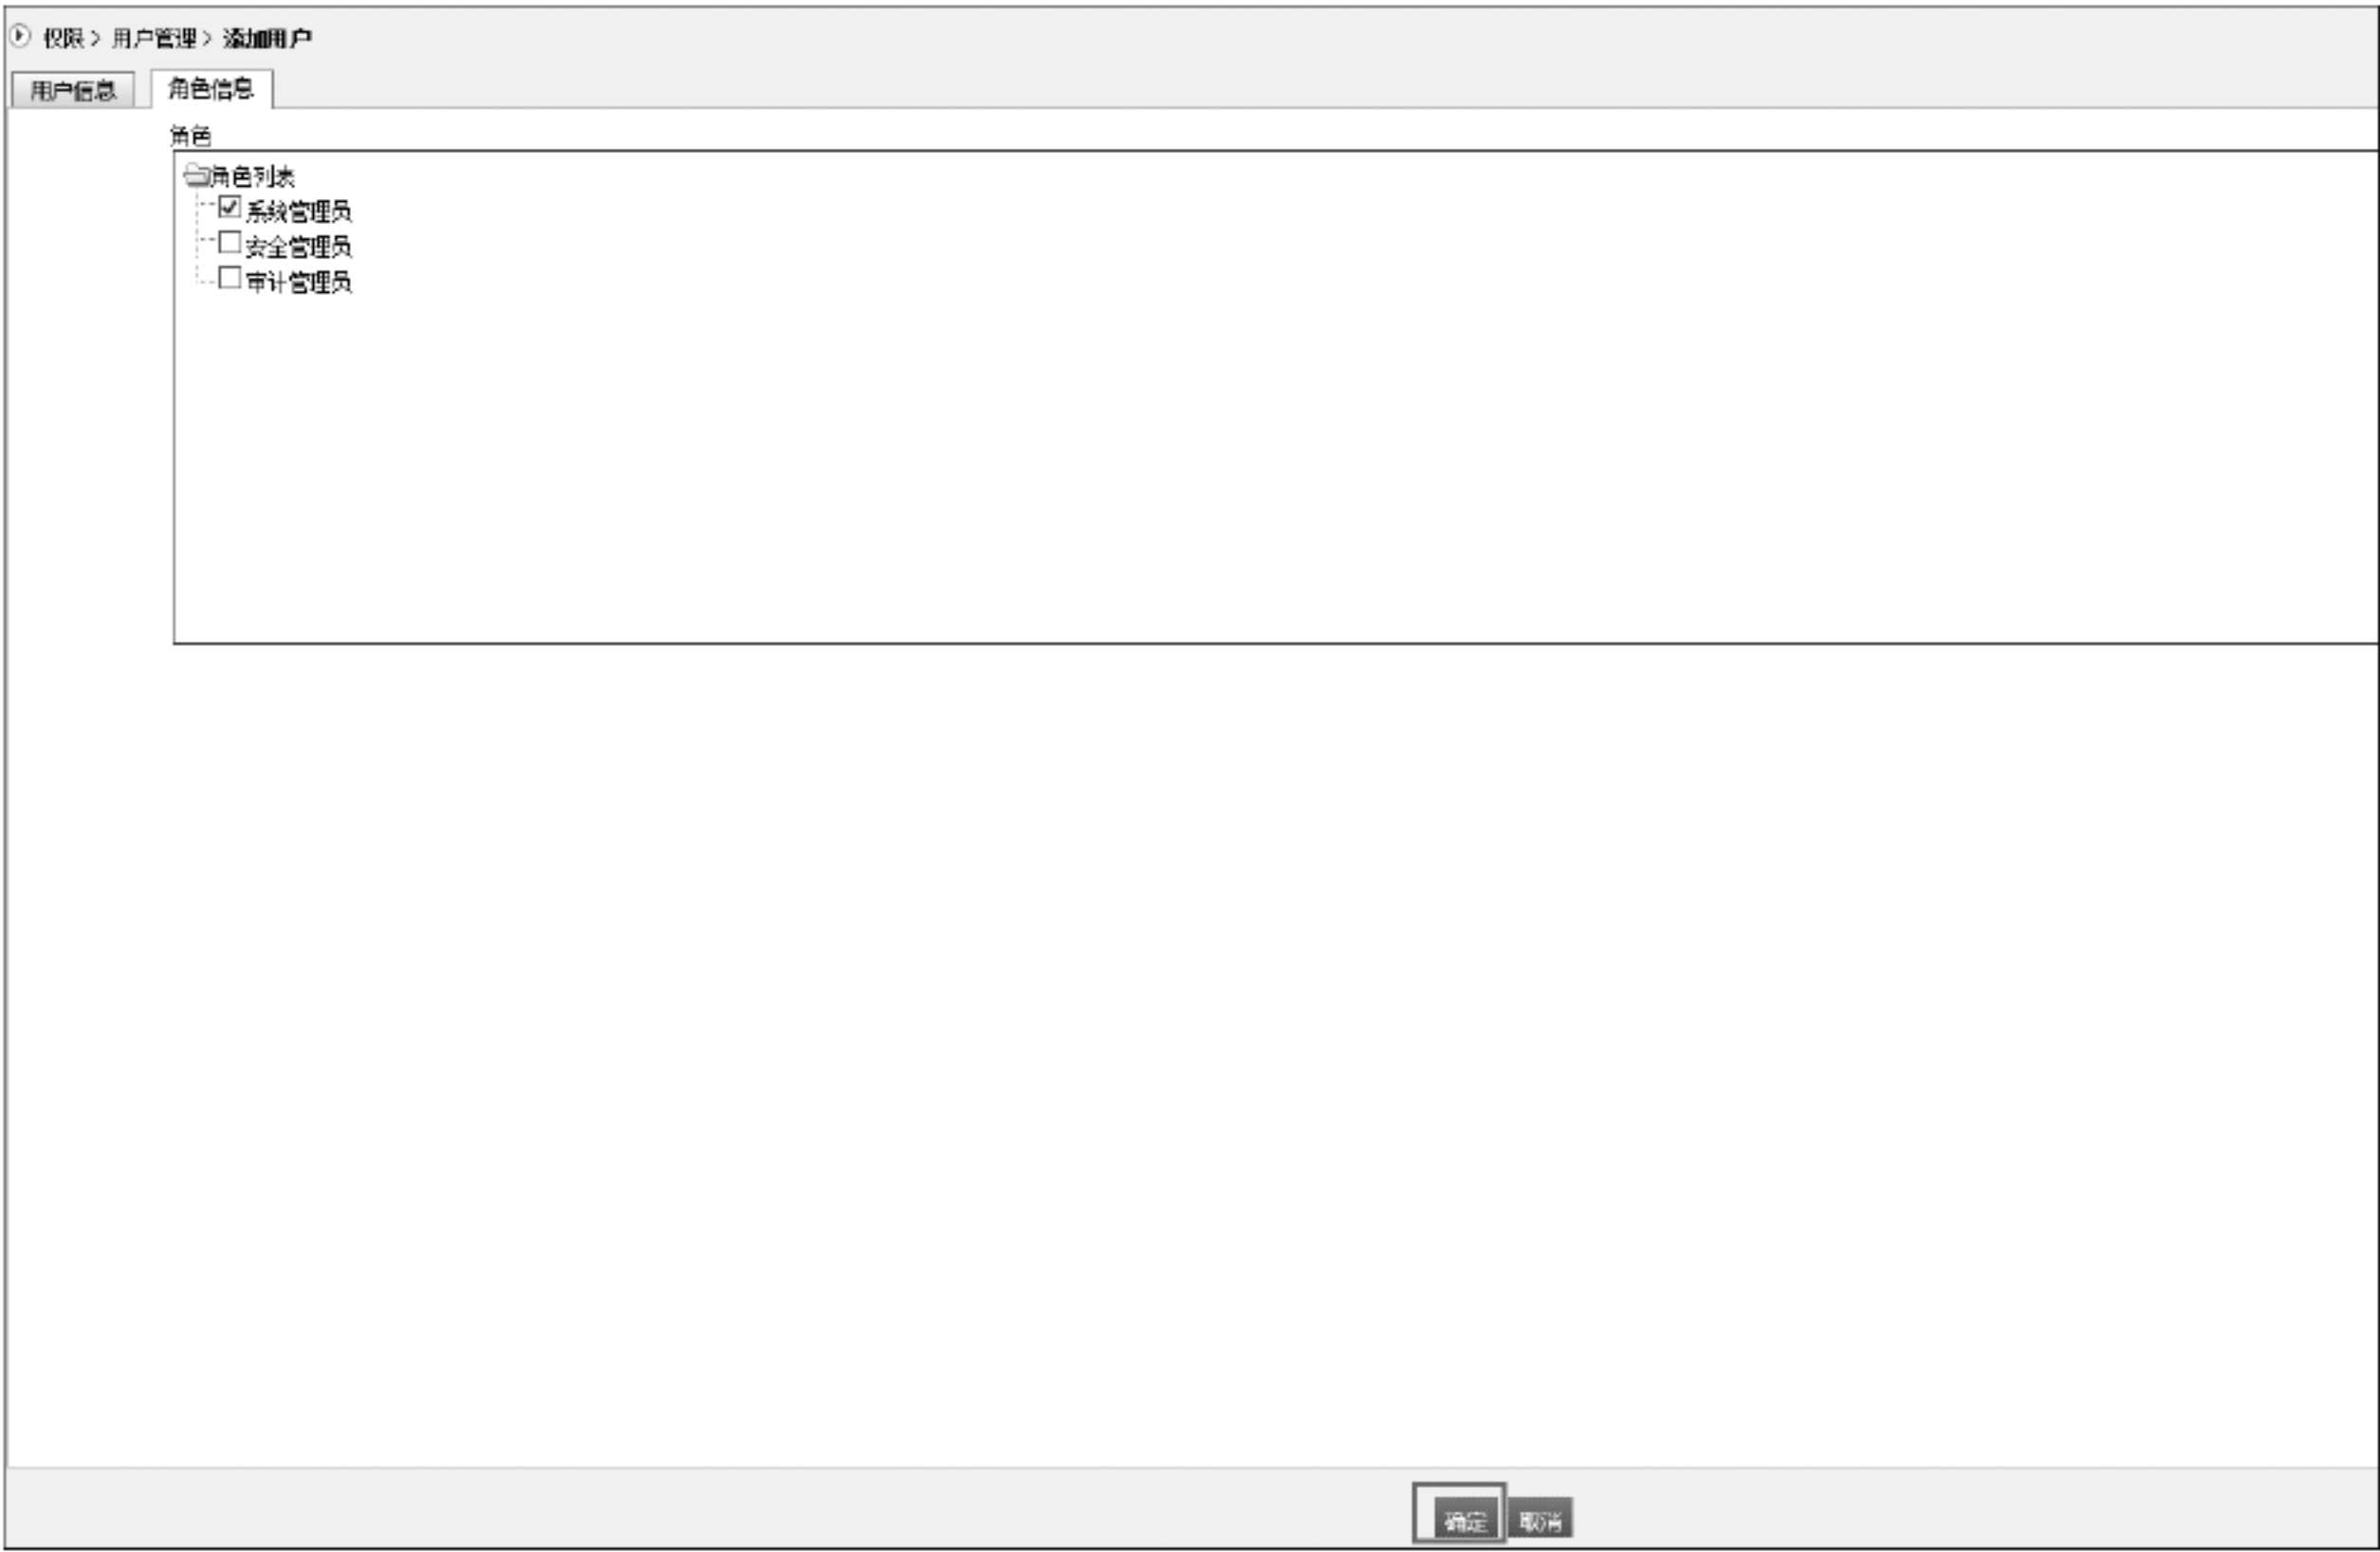 权限 > 用户管理 > 添加用户
用户信息 角色信息
角色
角色列表
系统管理员
安全管理员
审计管理员
确定 取消